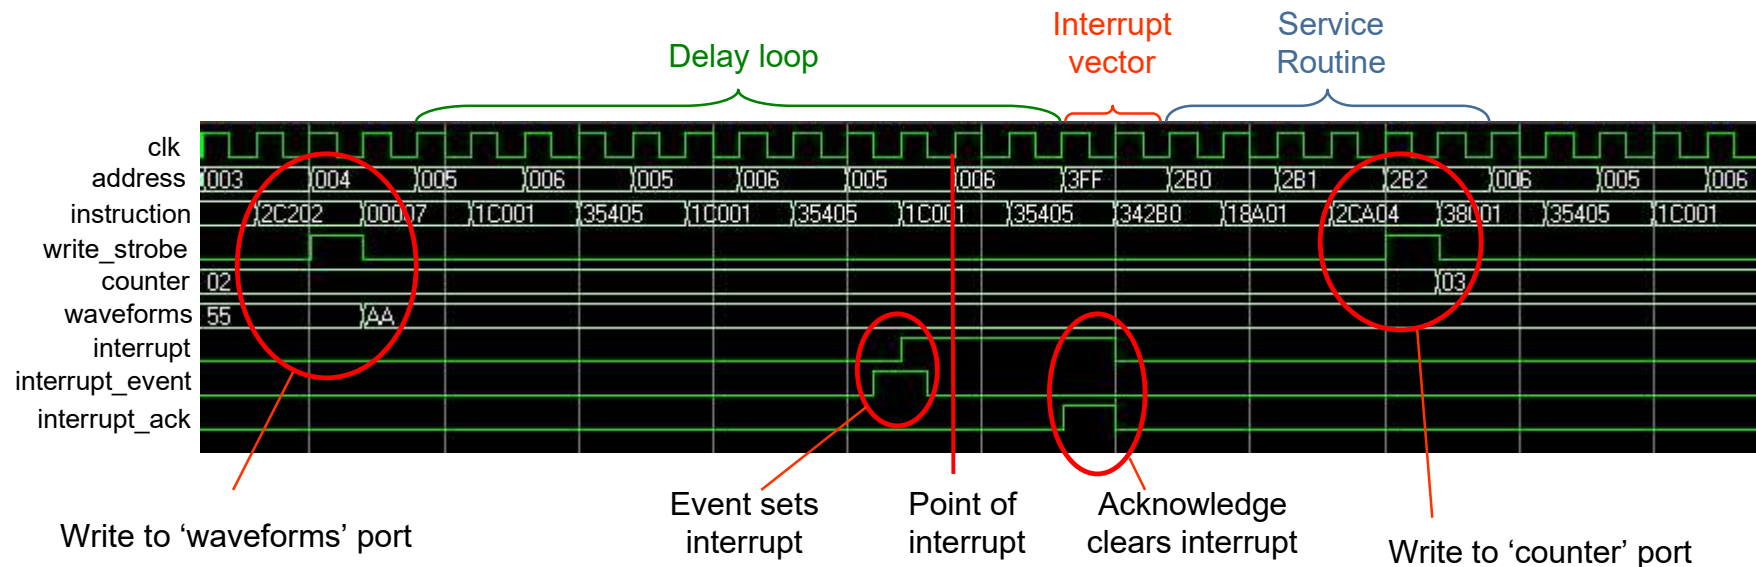 Delay loop
Interrupt
vector
Service
Routine
clk
address 003 004 005 006 005 006 005 006 3FF 2B0 2B1 2B2 006 005 006
instruction 2C202 00007 1C001 35405 1C001 35405 1C001 35405 342B0 18A01 2CA04 38001 35405 1C001
write_strobe
counter 02 03
waveforms 55 AA
interrupt
interrupt_event
interrupt_ack
Write to ‘waveforms’ port
Event sets
interrupt
Point of
interrupt
Acknowledge
clears interrupt
Write to ‘counter’ port